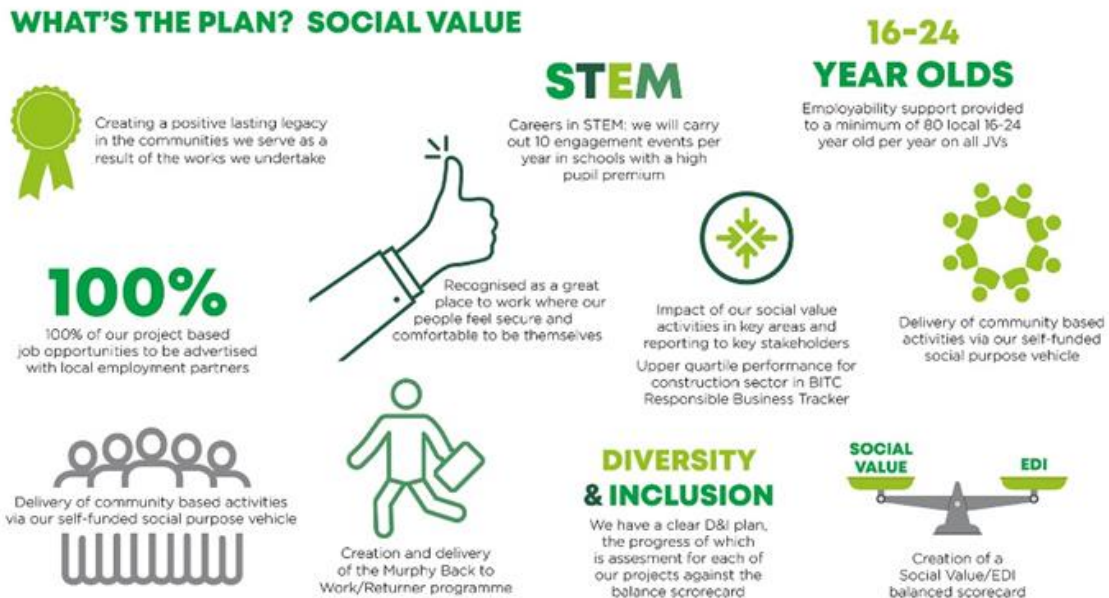 WHAT'S THE PLAN? SOCIAL VALUE
Creating a positive lasting legacy
in the communities we serve as a
result of the works we undertake
STEM
Careers in STEM: we will carry
out 10 engagement events per
year in schools with a high
pupil premium
16-24
YEAR OLDS
Employability support provided
to a minimum of 80 local 16-24
year old per year on all JVs
100%
100% of our project based
job opportunities to be advertised
with local employment partners
Recognised as a great
place to work where our
people feel secure and
comfortable to be themselves
Impact of our social value
activities in key areas and
reporting to key stakeholders
Upper quartile performance for
construction sector in BITC
Responsible Business Tracker
Delivery of community based
activities via our self-funded
social purpose vehicle
Delivery of community based activities
via our self-funded social purpose vehicle
Creation and delivery
of the Murphy Back to
Work/Returner programme
DIVERSITY
& INCLUSION
We have a clear D&I plan,
the progress of which
is assesment for each of
our projects against the
balance scrorecard
SOCIAL
VALUE
EDI
Creation of a
Social Value/EDI
balanced scorecard